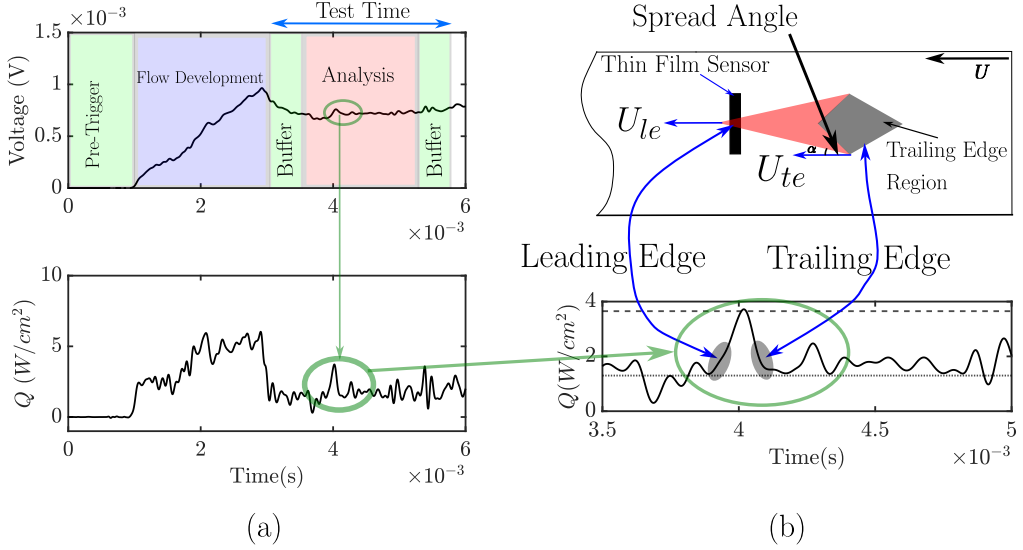 ×10⁻³
Test Time
1.5
1
0.5
0
Voltage (V)
Pre-Trigger
Flow Development
Buffer
Analysis
Buffer
0
2
4
6
×10⁻³
10
5
0
Q (W/cm²)
0
2
4
6
Time(s)
×10⁻³
(a)
Spread Angle
Thin Film Sensor
U
U_le
α
U_te
Trailing Edge
Region
Leading Edge
Trailing Edge
4
2
0
Q(W/cm²)
3.5
4
4.5
5
Time(s)
×10⁻³
(b)